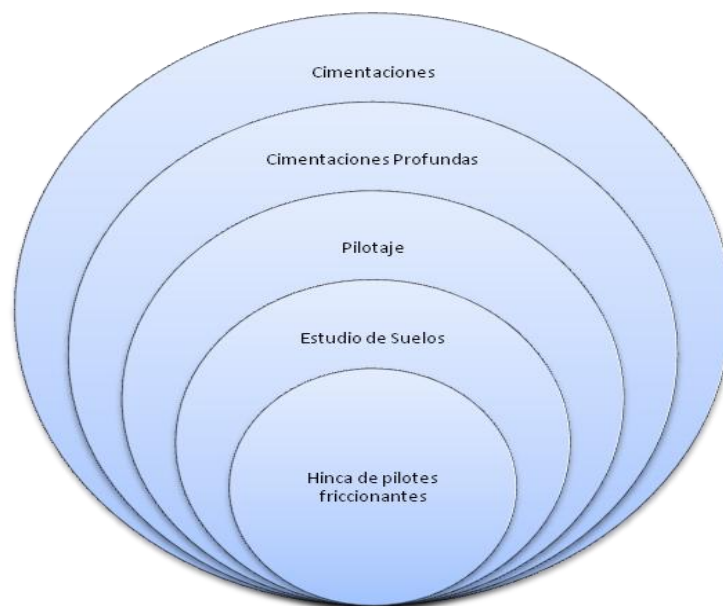 Cimentaciones
Cimentaciones Profundas
Pilotaje
Estudio de Suelos
Hinca de pilotes
friccionantes